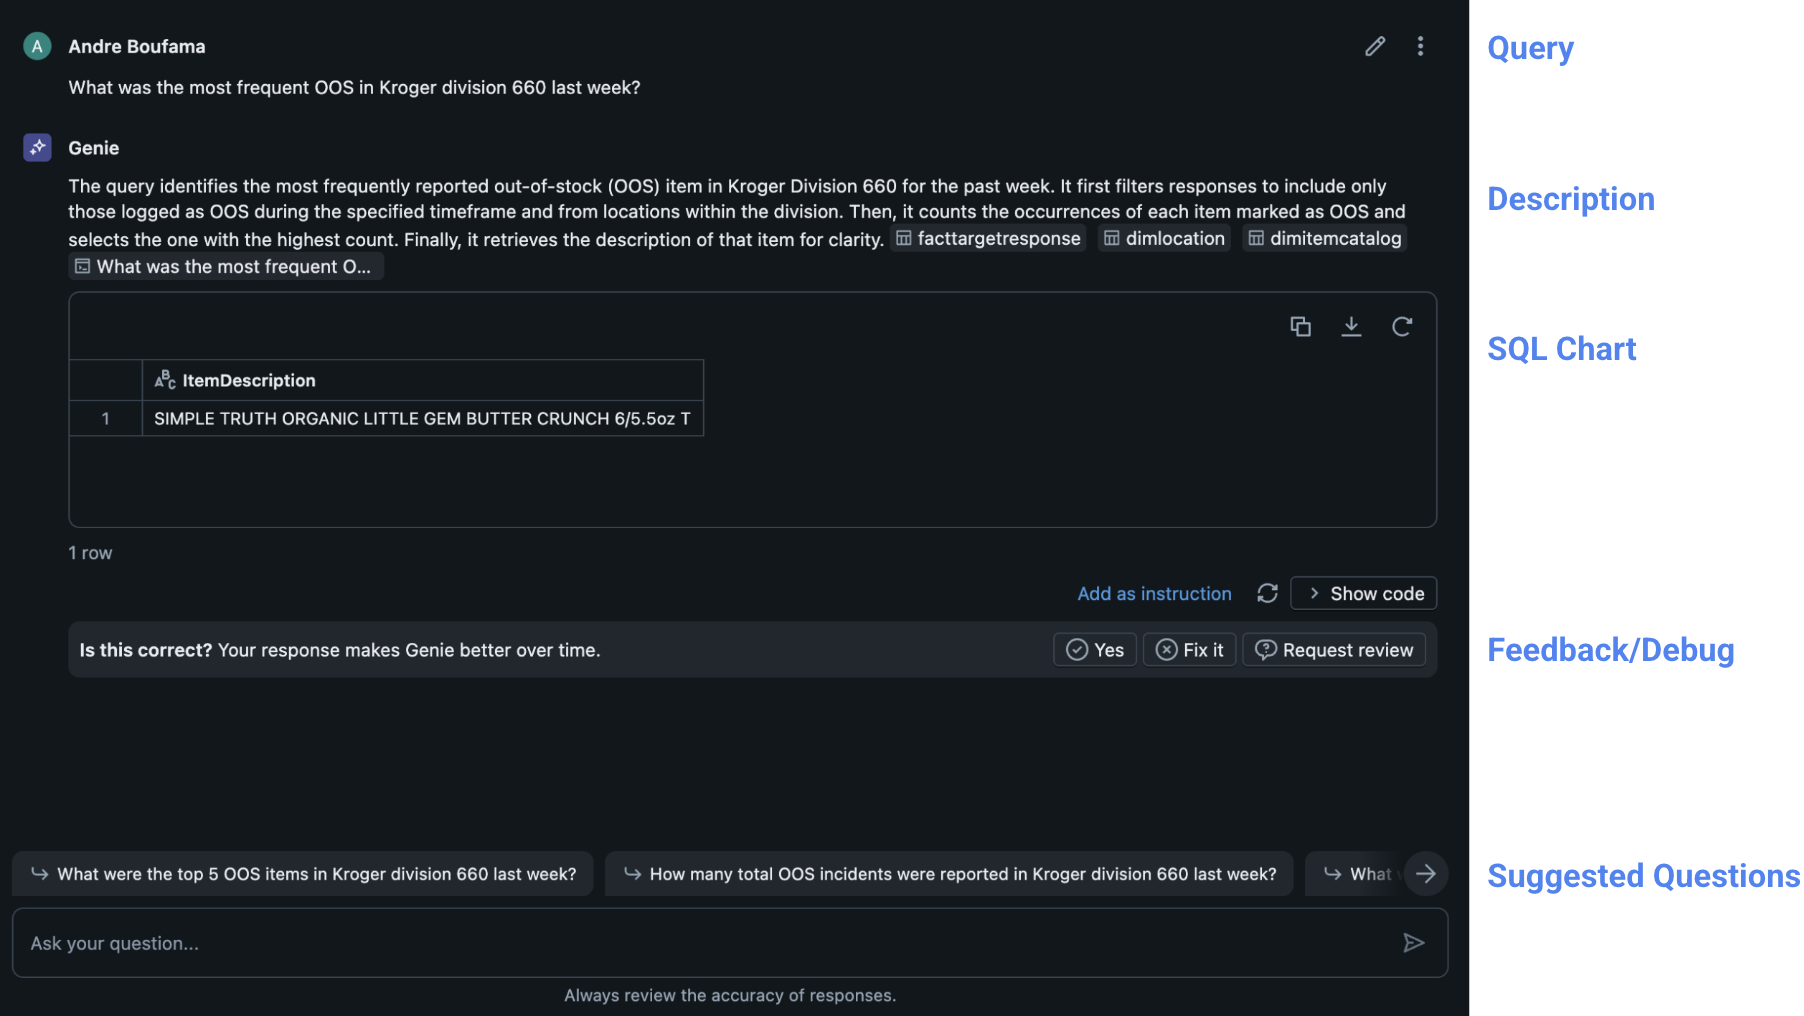 A Andre Boufama
Query
What was the most frequent OOS in Kroger division 660 last week?
Genie
The query identifies the most frequently reported out-of-stock (OOS) item in Kroger Division 660 for the past week. It first filters responses to include only
Description
those logged as OOS during the specified timeframe and from locations within the division. Then, it counts the occurrences of each item marked as OOS and
selects the one with the highest count. Finally, it retrieves the description of that item for clarity. facttargetresponse dimlocation dimitemcatalog
What was the most frequent O...
SQL Chart
ABC ItemDescription
1 SIMPLE TRUTH ORGANIC LITTLE GEM BUTTER CRUNCH 6/5.5oz T
1 row
Add as instruction Show code
Is this correct? Your response makes Genie better over time. Yes Fix it Request review
Feedback/Debug
What were the top 5 OOS items in Kroger division 660 last week? How many total OOS incidents were reported in Kroger division 660 last week? What
Suggested Questions
Ask your question...
Always review the accuracy of responses.